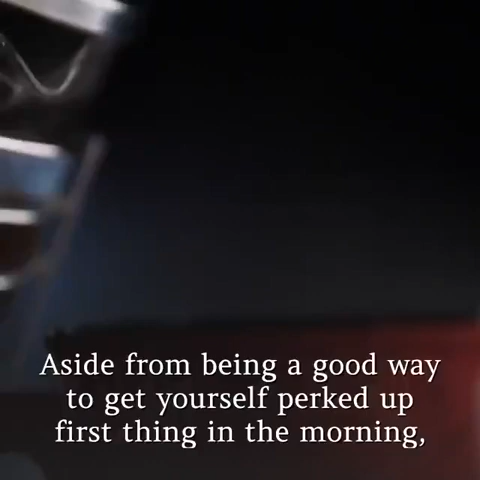 Aside from being a good way
to get yourself perked up
first thing in the morning,